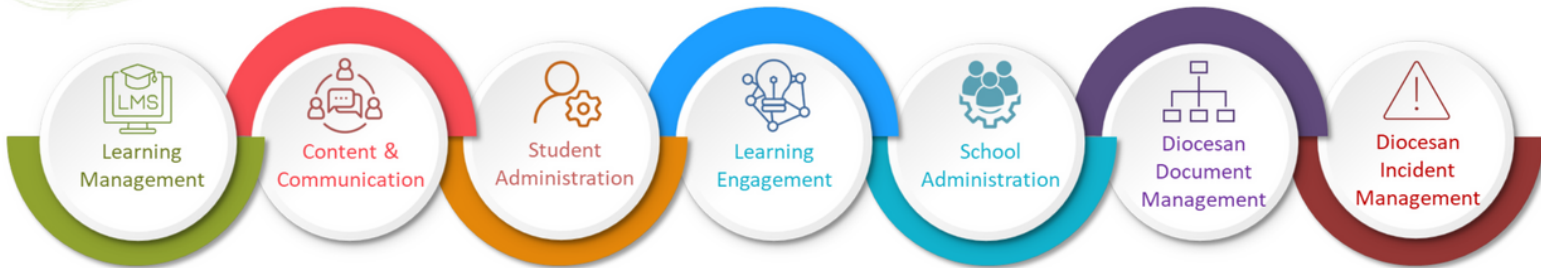 LMS
Learning
Management
Content &
Communication
Student
Administration
Learning
Engagement
School
Administration
Diocesan
Document
Management
Diocesan
Incident
Management